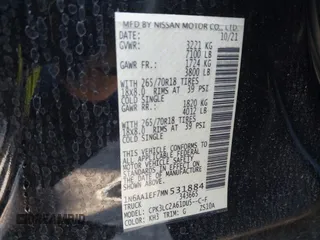 MFD BY NISSAN MOTOR CO., LTD.
DATE: 10/21
GVWR: 3221 KG
7100 LB
GAWR FR: 1724 KG
3800 LB
WITH 265/70R18 TIRES
18X8.0 RIMS AT 39 PSI
COLD SINGLE
GAWR RR: 1820 KG
4012 LB
WITH 265/70R18 TIRES
18X8.0 RIMS AT 39 PSI
COLD SINGLE
THIS VEHICLE CONFORMS TO ALL APPLICABLE
FEDERAL MOTOR VEHICLE SAFETY STANDARDS
IN EFFECT ON THE DATE OF MANUFACTURE
SHOWN ABOVE
1N6AA1EF7MN531884
TYPE: TRUCK
COLOR: KH3 TRIM: G